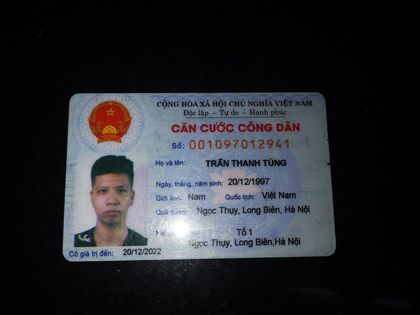 CỘNG HÒA XÃ HỘI CHỦ NGHĨA VIỆT NAM
Độc lập - Tự do - Hạnh phúc
CĂN CƯỚC CÔNG DÂN
Số: 001097012941
Họ và tên: TRẦN THANH TÙNG
Ngày, tháng, năm sinh: 20/12/1997
Giới tính: Nam Quốc tịch: Việt Nam
Quê quán: Ngọc Thụy, Long Biên, Hà Nội
Tổ 1
Có giá trị đến: 20/12/2022 Ngọc Thụy, Long Biên, Hà Nội